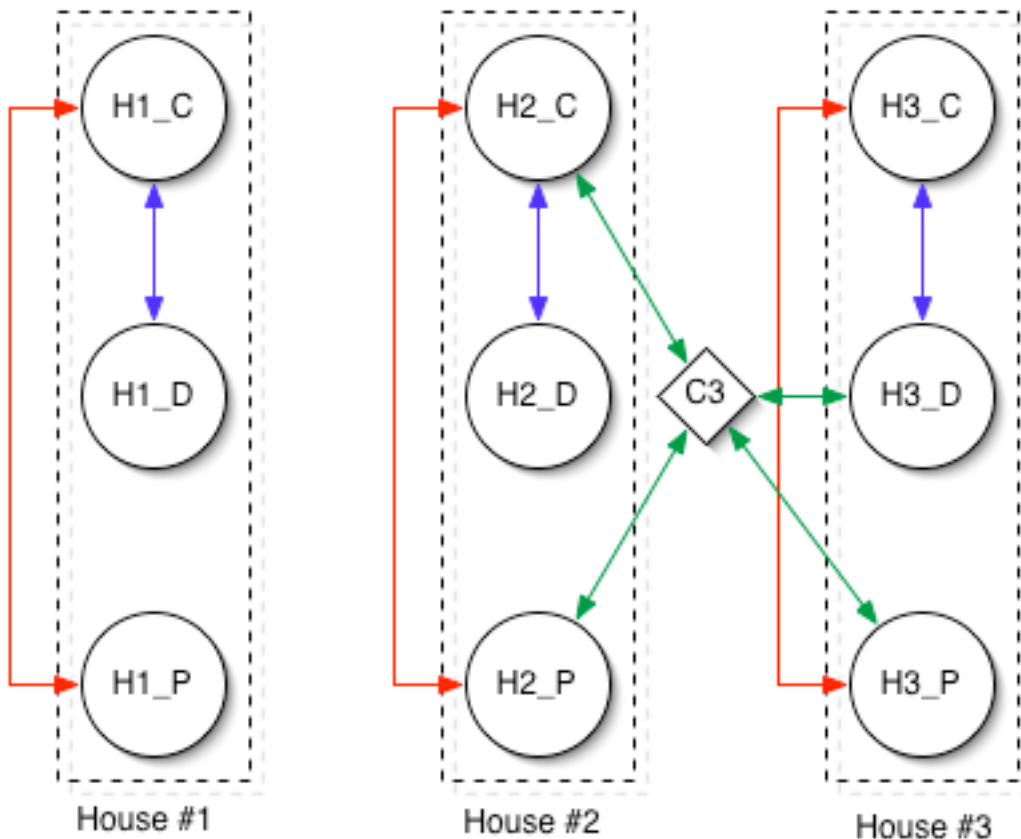 H1_C
H2_C
H3_C
H1_D
H2_D
C3
H3_D
H1_P
H2_P
H3_P
House #1
House #2
House #3